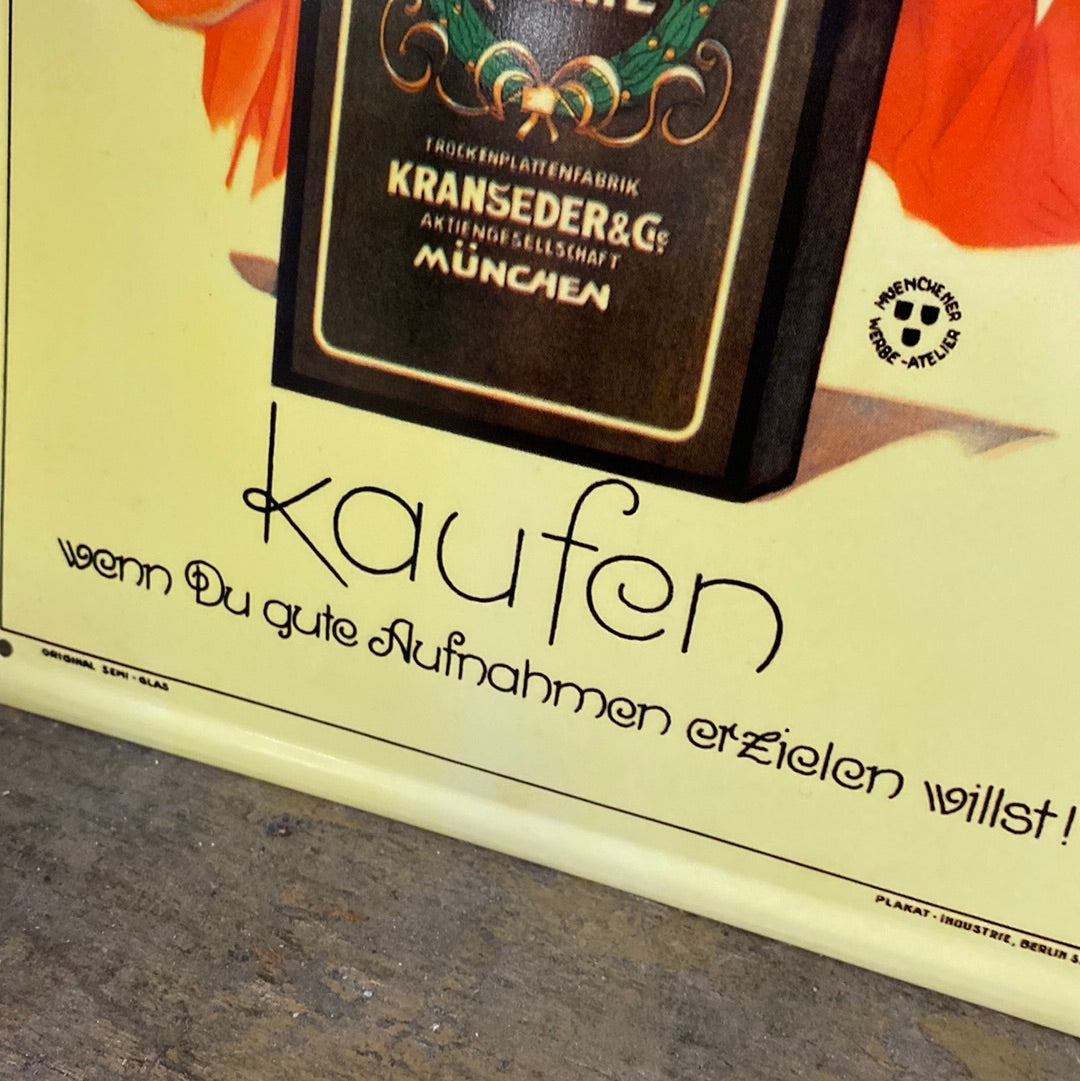 TROCKENPLATTENFABRIK
KRANSEDER & Cie
AKTIENGESELLSCHAFT
MÜNCHEN
MUENCHENER
WERBE-ATELIER
kaufen
wenn Du gute Aufnahmen erzielen willst!
ORIGINAL SEMI-GLAS
PLAKAT-INDUSTRIE, BERLIN